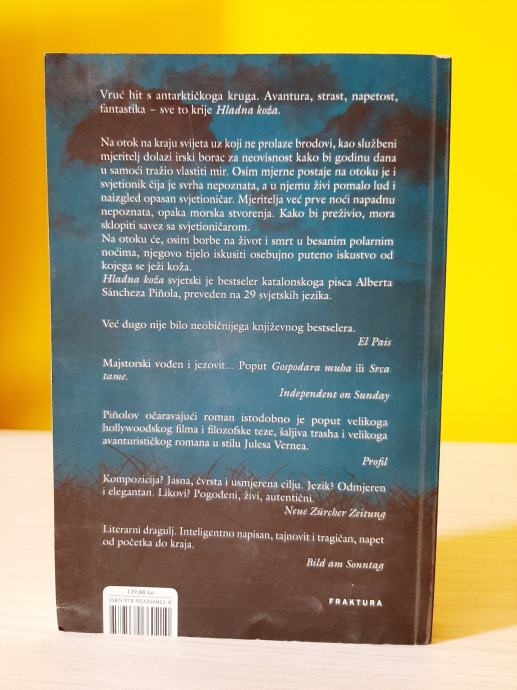 Vruć hit s antarktičkoga kruga. Avantura, strast, napetost,
fantastika – sve to krije Hladna koža.
Na otok na kraju svijeta uz koji ne prolaze brodovi, kao službeni
mjeritelj dolazi irski borac za neovisnost kako bi godinu dana
u samoći tražio vlastiti mir. Osim mjerne postaje na otoku je i
svjetionik čija je svrha nepoznata, a u njemu živi pomalo lud i
naizgled opasan svjetioničar. Mjeritelja već prve noći napadnu
nepoznata, opaka morska stvorenja. Kako bi preživio, mora
sklopiti savez sa svjetioničarom.
Na otoku će, osim borbe na život i smrt u besanim polarnim
noćima, njegovo tijelo iskusiti osebujno puteno iskustvo od
kojega se ježi koža.
Hladna koža svjetski je bestseler katalonskoga pisca Alberta
Sáncheza Piñola, preveden na 29 svjetskih jezika.
Već dugo nije bilo neobičnijega književnog bestselera.
El Pais
Majstorski vođen i jezovit... Poput Gospodara muha ili Srca
tame.
Independent on Sunday
Piñolov očaravajući roman istodobno je poput velikoga
hollywoodskog filma i filozofske teze, šaljiva trasha i velikoga
avanturističkog romana u stilu Julesa Vernea.
Profil
Kompozicija? Jasna, čvrsta i usmjerena cilju. Jezik? Odmjeren
i elegantan. Likovi? Pogođeni, živi, autentični.
Neue Zürcher Zeitung
Literarni dragulj. Inteligentno napisan, tajnovit i tragičan, napet
od početka do kraja.
Bild am Sonntag
139,00 kn
FRAKTURA